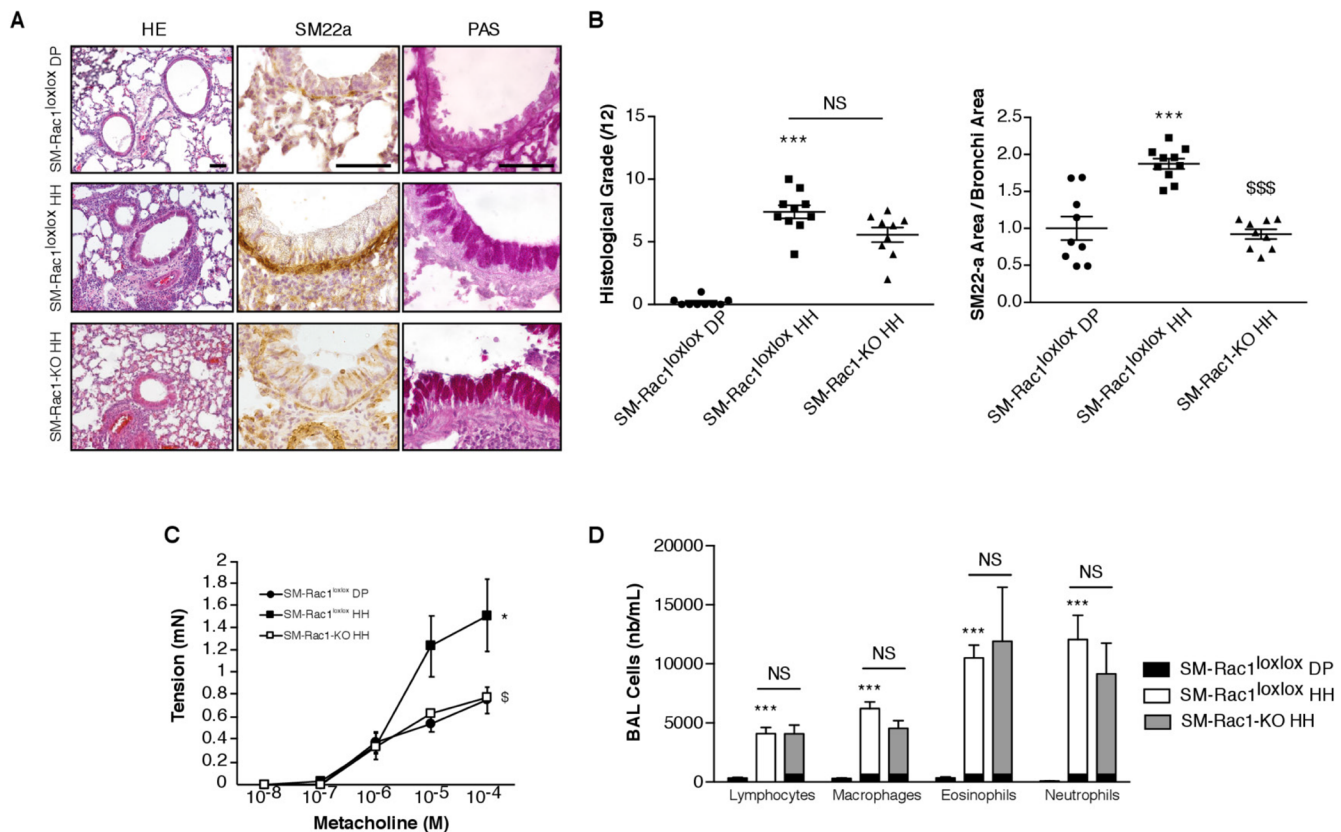 A
HE
SM22a
PAS
SM-Rac1loxlox DP
SM-Rac1loxlox HH
SM-Rac1-KO HH
B
Histological Grade (/12)
15
10
5
0
NS
***
SM-Rac1loxlox DP
SM-Rac1loxlox HH
SM-Rac1-KO HH
SM22-a Area / Bronchi Area
2.5
2.0
1.5
1.0
0.5
0.0
***
$$$
SM-Rac1loxlox DP
SM-Rac1loxlox HH
SM-Rac1-KO HH
C
Tension (mN)
2
1.8
1.6
1.4
1.2
1
0.8
0.6
0.4
0.2
0
SM-Rac1loxlox DP
SM-Rac1loxlox HH
SM-Rac1-KO HH
*
$
10-8
10-7
10-6
10-5
10-4
Metacholine (M)
D
BAL Cells (nb/mL)
20000
15000
10000
5000
0
NS
***
NS
***
NS
***
NS
***
Lymphocytes
Macrophages
Eosinophils
Neutrophils
SM-Rac1loxlox DP
SM-Rac1loxlox HH
SM-Rac1-KO HH